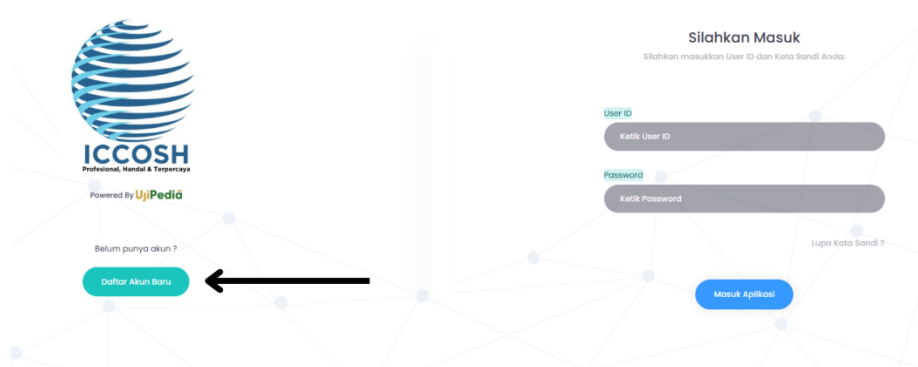 ICCOSH
Profesional, Handal & Terpercaya
Powered By UjiPedia
Belum punya akun ?
Daftar Akun Baru
Silahkan Masuk
Silahkan masukkan User ID dan Kata Sandi Anda:
User ID
Ketik User ID
Password
Ketik Password
Lupa Kata Sandi ?
Masuk Aplikasi